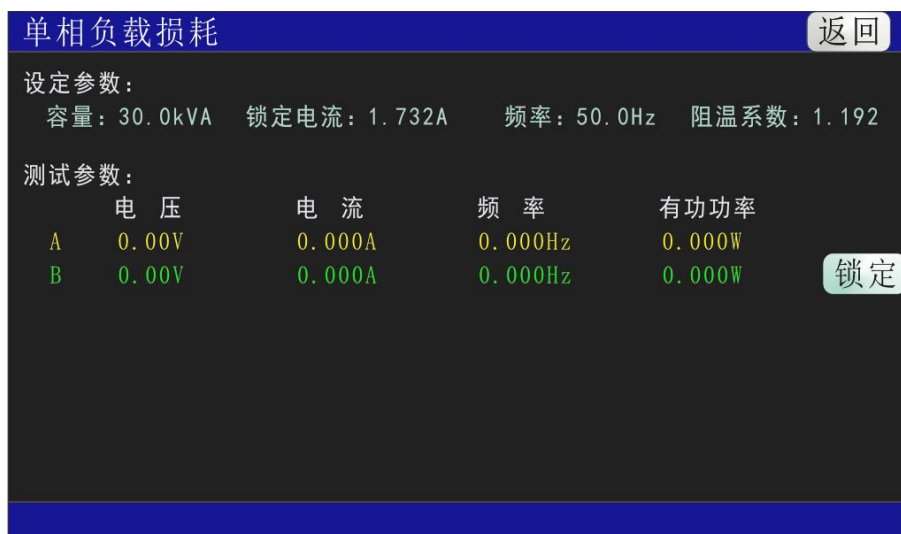 单相负载损耗 返回
设定参数：
容量：30.0kVA 锁定电流：1.732A 频率：50.0Hz 阻温系数：1.192
测试参数：
电 压 电 流 频 率 有功功率
A 0.00V 0.000A 0.000Hz 0.000W
B 0.00V 0.000A 0.000Hz 0.000W 锁定